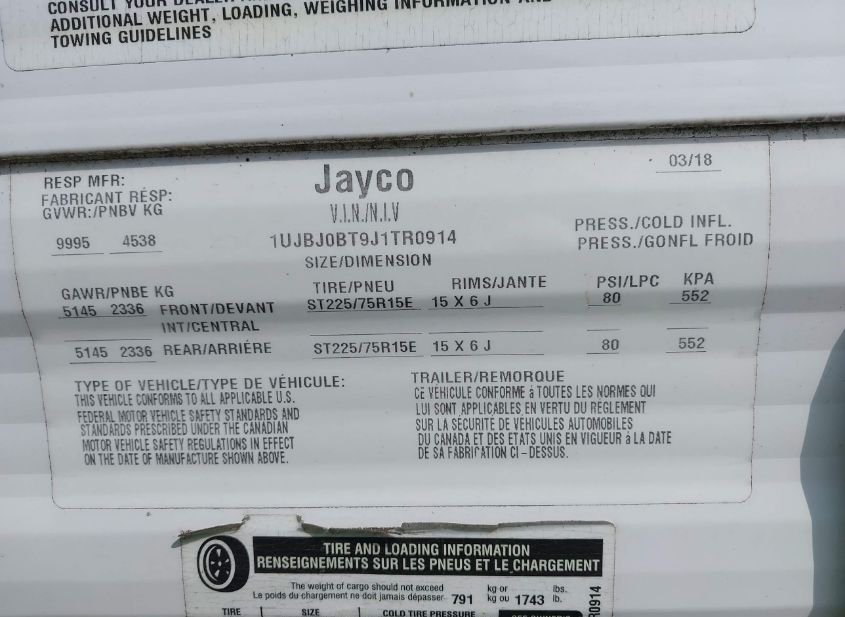 CONSULT YOUR
ADDITIONAL WEIGHT, LOADING, WEIGHING INFORMATION AND
TOWING GUIDELINES
RESP MFR: Jayco 03/18
FABRICANT RÉSP:
GVWR:/PNBV KG V.I.N./N.I.V
9995 4538 1UJBJ0BT9J1TR0914 PRESS./COLD INFL.
SIZE/DIMENSION PRESS./GONFL FROID
GAWR/PNBE KG TIRE/PNEU RIMS/JANTE PSI/LPC KPA
5145 2336 FRONT/DEVANT ST225/75R15E 15 X 6 J 80 552
INT/CENTRAL
5145 2336 REAR/ARRIÉRE ST225/75R15E 15 X 6 J 80 552
TYPE OF VEHICLE/TYPE DE VÉHICULE: TRAILER/REMORQUE
THIS VEHICLE CONFORMS TO ALL APPLICABLE U.S.
FEDERAL MOTOR VEHICLE SAFETY STANDARDS AND
STANDARDS PRESCRIBED UNDER THE CANADIAN
MOTOR VEHICLE SAFETY REGULATIONS IN EFFECT
ON THE DATE OF MANUFACTURE SHOWN ABOVE.
CE VÉHICULE CONFORME à TOUTES LES NORMES QUI
LUI SONT APPLICABLES EN VERTU DU RÉGLEMENT
SUR LA SÉCURITÉ DE VÉHICULES AUTOMOBILES
DU CANADA ET DES ÉTATS UNIS EN VIGUEUR à LA DATE
DE SA FABRICATION CI-DESSUS.
TIRE AND LOADING INFORMATION
RENSEIGNEMENTS SUR LES PNEUS ET LE CHARGEMENT
The weight of cargo should not exceed kg or lbs.
Le poids du chargement ne doit jamais dépasser 791 kg ou 1743 lb.
R0914
TIRE SIZE COLD TIRE PRESSURE